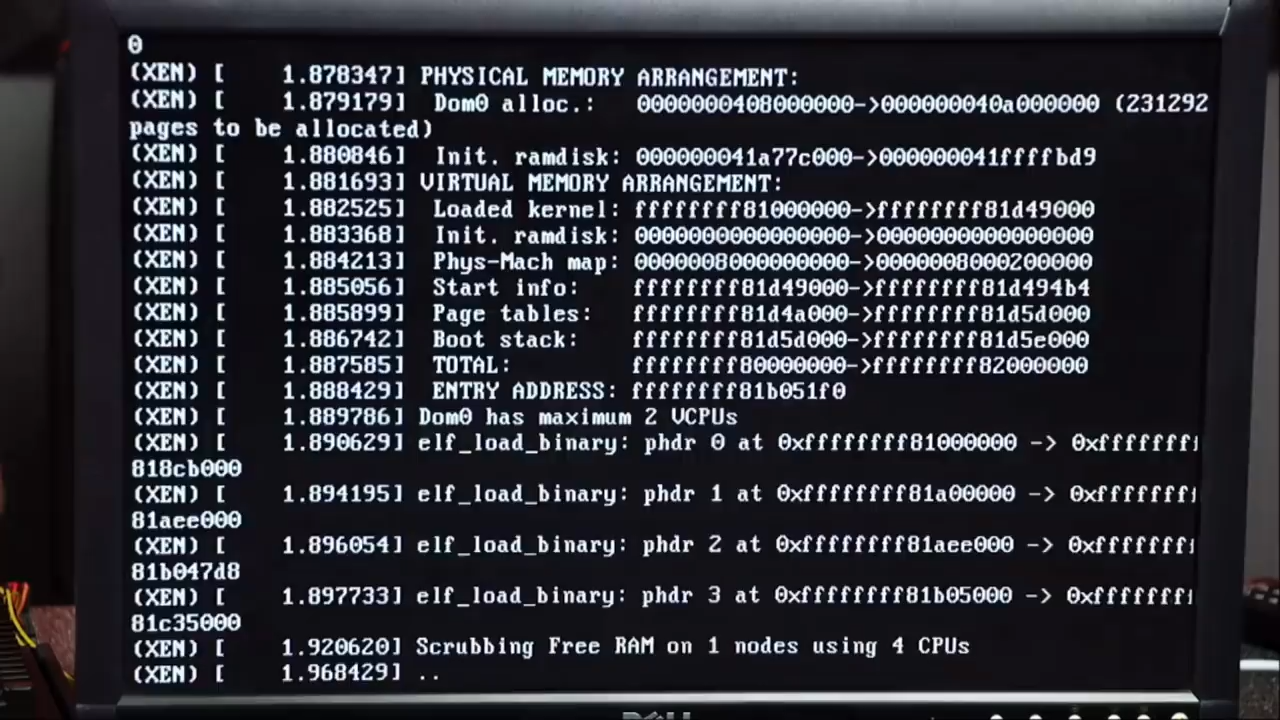 0
(XEN) [    1.878347] PHYSICAL MEMORY ARRANGEMENT:
(XEN) [    1.879179]  Dom0 alloc.:   0000000408000000->000000040a000000 (231292
pages to be allocated)
(XEN) [    1.880846]  Init. ramdisk: 000000041a77c000->000000041ffffbd9
(XEN) [    1.881693] VIRTUAL MEMORY ARRANGEMENT:
(XEN) [    1.882525]  Loaded kernel: ffffffff81000000->ffffffff81d49000
(XEN) [    1.883368]  Init. ramdisk: 0000000000000000->0000000000000000
(XEN) [    1.884213]  Phys-Mach map: 0000008000000000->0000008000200000
(XEN) [    1.885056]  Start info:    ffffffff81d49000->ffffffff81d494b4
(XEN) [    1.885899]  Page tables:   ffffffff81d4a000->ffffffff81d5d000
(XEN) [    1.886742]  Boot stack:    ffffffff81d5d000->ffffffff81d5e000
(XEN) [    1.887585]  TOTAL:         ffffffff80000000->ffffffff82000000
(XEN) [    1.888429]  ENTRY ADDRESS: ffffffff81b051f0
(XEN) [    1.889786] Dom0 has maximum 2 VCPUs
(XEN) [    1.890629] elf_load_binary: phdr 0 at 0xffffffff81000000 -> 0xffffffff
818cb000
(XEN) [    1.894195] elf_load_binary: phdr 1 at 0xffffffff81a00000 -> 0xffffffff
81aee000
(XEN) [    1.896054] elf_load_binary: phdr 2 at 0xffffffff81aee000 -> 0xffffffff
81b047d8
(XEN) [    1.897733] elf_load_binary: phdr 3 at 0xffffffff81b05000 -> 0xffffffff
81c35000
(XEN) [    1.920620] Scrubbing Free RAM on 1 nodes using 4 CPUs
(XEN) [    1.968429] ..
DELL